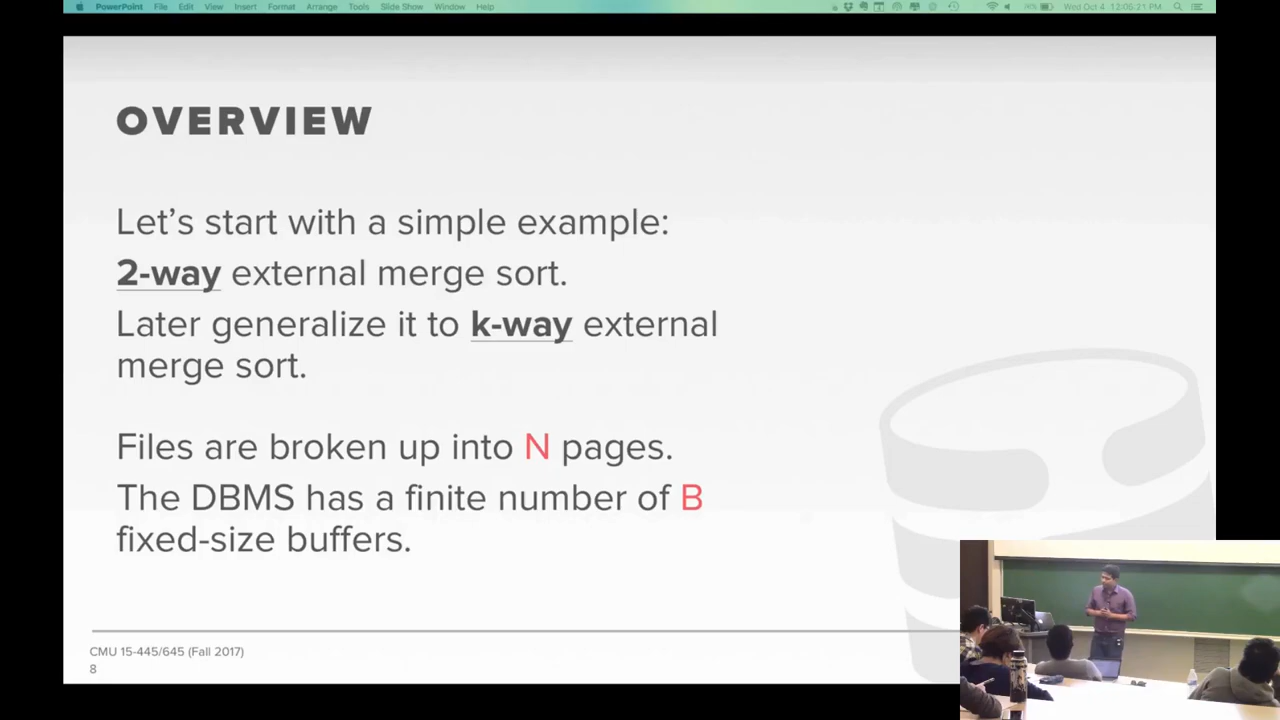 PowerPoint File Edit View Insert Format Arrange Tools Slide Show Window Help Wed Oct 4 12:05:21 PM
OVERVIEW
Let's start with a simple example:
2-way external merge sort.
Later generalize it to k-way external
merge sort.
Files are broken up into N pages.
The DBMS has a finite number of B
fixed-size buffers.
CMU 15-445/645 (Fall 2017)
8